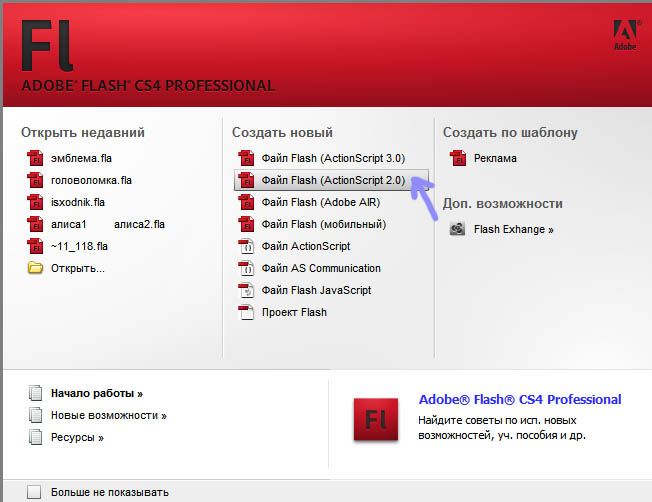 Fl
ADOBE® FLASH® CS4 PROFESSIONAL
Adobe
Открыть недавний
эмблема.fla
головоломка.fla
isxodnik.fla
алиса1 алиса2.fla
~11_118.fla
Открыть...
Создать новый
Файл Flash (ActionScript 3.0)
Файл Flash (ActionScript 2.0)
Файл Flash (Adobe AIR)
Файл Flash (мобильный)
Файл ActionScript
Файл AS Communication
Файл Flash JavaScript
Проект Flash
Создать по шаблону
Реклама
Доп. возможности
Flash Exhange »
Начало работы »
Новые возможности »
Ресурсы »
Fl
Adobe® Flash® CS4 Professional
Найдите советы по исп. новых
возможностей, уч. пособия и др.
Больше не показывать